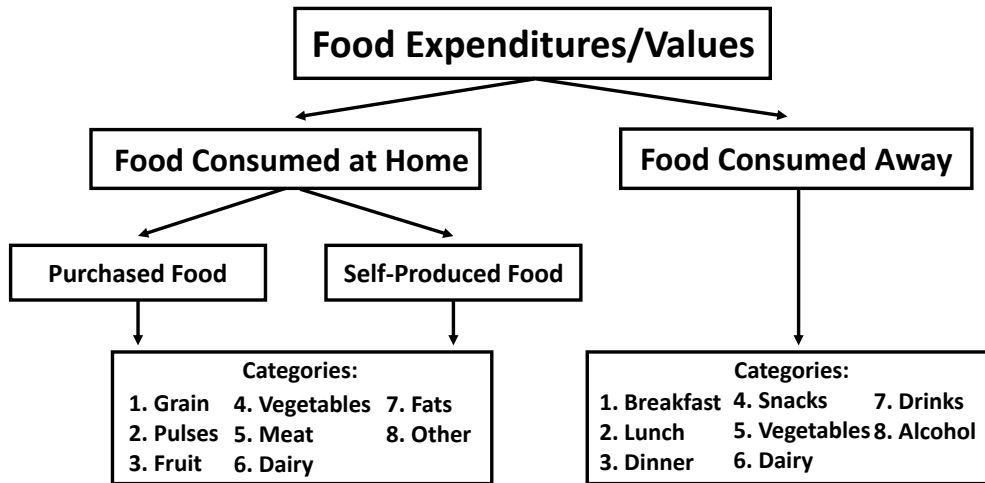 Food Expenditures/Values
Food Consumed at Home
Food Consumed Away
Purchased Food
Self-Produced Food
Categories:
1. Grain
2. Pulses
3. Fruit
4. Vegetables
5. Meat
6. Dairy
7. Fats
8. Other
Categories:
1. Breakfast
2. Lunch
3. Dinner
4. Snacks
5. Vegetables
6. Dairy
7. Drinks
8. Alcohol